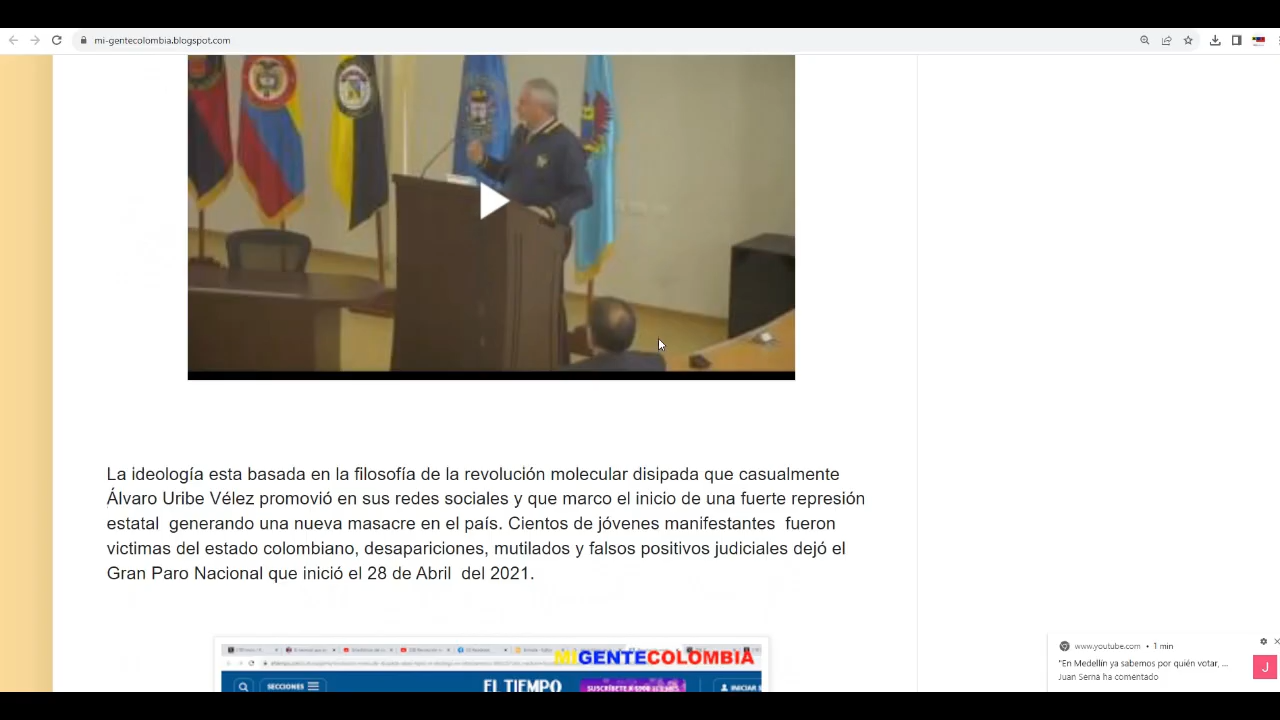 mi-gentecolombia.blogspot.com
La ideología esta basada en la filosofía de la revolución molecular disipada que casualmente
Álvaro Uribe Vélez promovió en sus redes sociales y que marco el inicio de una fuerte represión
estatal generando una nueva masacre en el país. Cientos de jóvenes manifestantes fueron
victimas del estado colombiano, desapariciones, mutilados y falsos positivos judiciales dejó el
Gran Paro Nacional que inició el 28 de Abril del 2021.
MIGENTECOLOMBIA
SECCIONES
EL TIEMPO
www.youtube.com • 1 min
"En Medellín ya sabemos por quién votar, ...
Juan Serna ha comentado
J